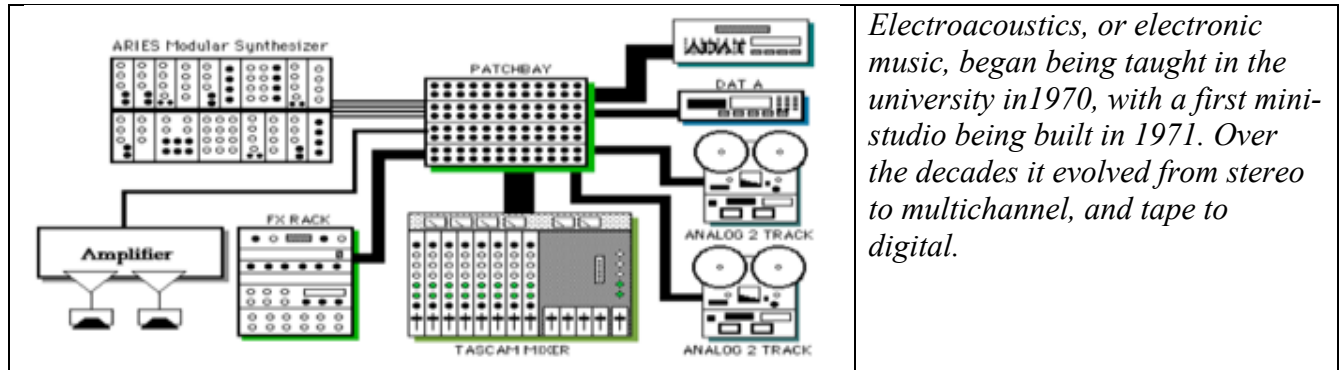 ARIES Modular Synthesizer
PATCHBAY
ADAT
DAT A
ANALOG 2 TRACK
FX RACK
Amplifier
TASCAM MIXER
ANALOG 2 TRACK
Electroacoustics, or electronic
music, began being taught in the
university in1970, with a first mini-
studio being built in 1971. Over
the decades it evolved from stereo
to multichannel, and tape to
digital.